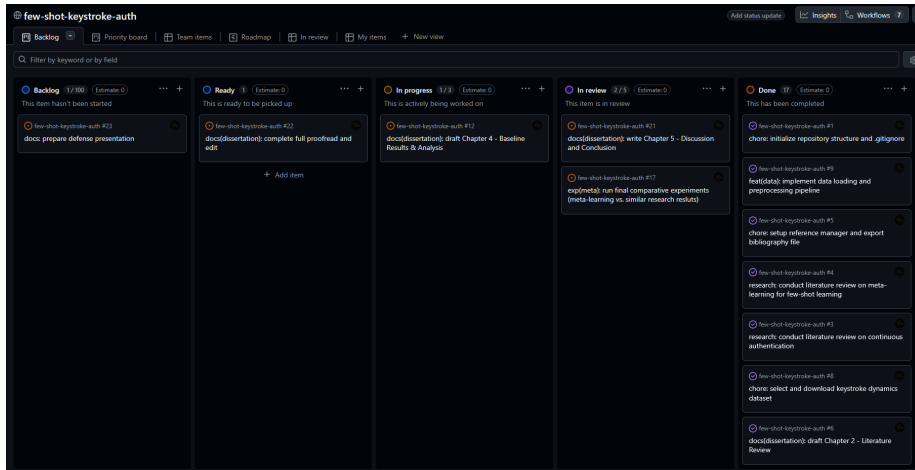 few-shot-keystroke-auth
Add status update
Insights
Workflows 7
Backlog
Priority board
Team items
Roadmap
In review
My items
+ New view
Filter by keyword or by field
Backlog 1 / 100 Estimate: 0
This item hasn't been started
few-shot-keystroke-auth #23
docs: prepare defense presentation
Ready 1 Estimate: 0
This is ready to be picked up
few-shot-keystroke-auth #22
docs(dissertation): complete full proofread and
edit
+ Add item
In progress 1 / 3 Estimate: 0
This is actively being worked on
few-shot-keystroke-auth #12
docs(dissertation): draft Chapter 4 - Baseline
Results & Analysis
In review 2 / 5 Estimate: 0
This item is in review
few-shot-keystroke-auth #21
docs(dissertation): write Chapter 5 - Discussion
and Conclusion
few-shot-keystroke-auth #17
exp(meta): run final comparative experiments
(meta-learning vs. similar research resluts)
Done 17 Estimate: 0
This has been completed
few-shot-keystroke-auth #1
chore: initialize repository structure and .gitignore
few-shot-keystroke-auth #9
feat(data): implement data loading and
preprocessing pipeline
few-shot-keystroke-auth #5
chore: setup reference manager and export
bibliography file
few-shot-keystroke-auth #4
research: conduct literature review on meta-
learning for few-shot learning
few-shot-keystroke-auth #3
research: conduct literature review on continuous
authentication
few-shot-keystroke-auth #8
chore: select and download keystroke dynamics
dataset
few-shot-keystroke-auth #6
docs(dissertation): draft Chapter 2 - Literature
Review